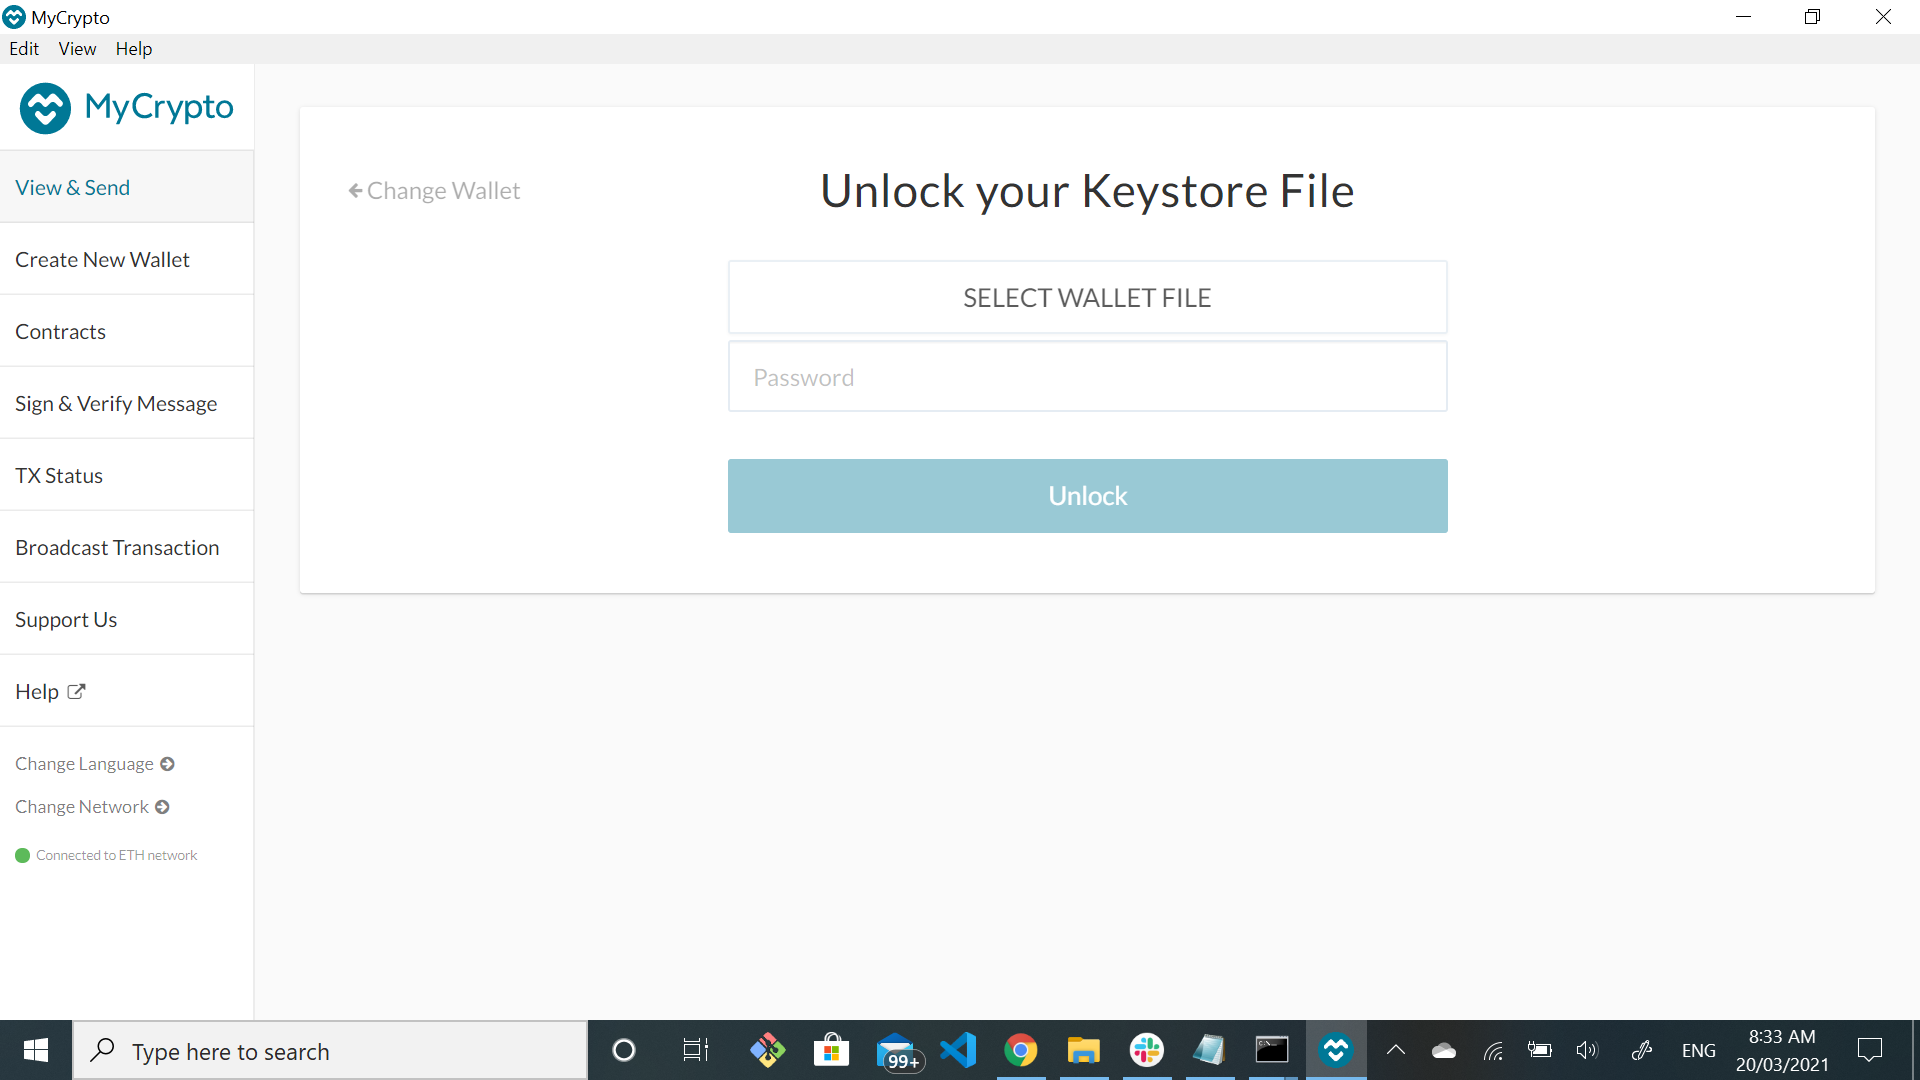 MyCrypto
Edit View Help
MyCrypto
View & Send
Create New Wallet
Contracts
Sign & Verify Message
TX Status
Broadcast Transaction
Support Us
Help
Change Language
Change Network
Connected to ETH network
Change Wallet
Unlock your Keystore File
SELECT WALLET FILE
Password
Unlock
Type here to search
99+
ENG
8:33 AM
20/03/2021